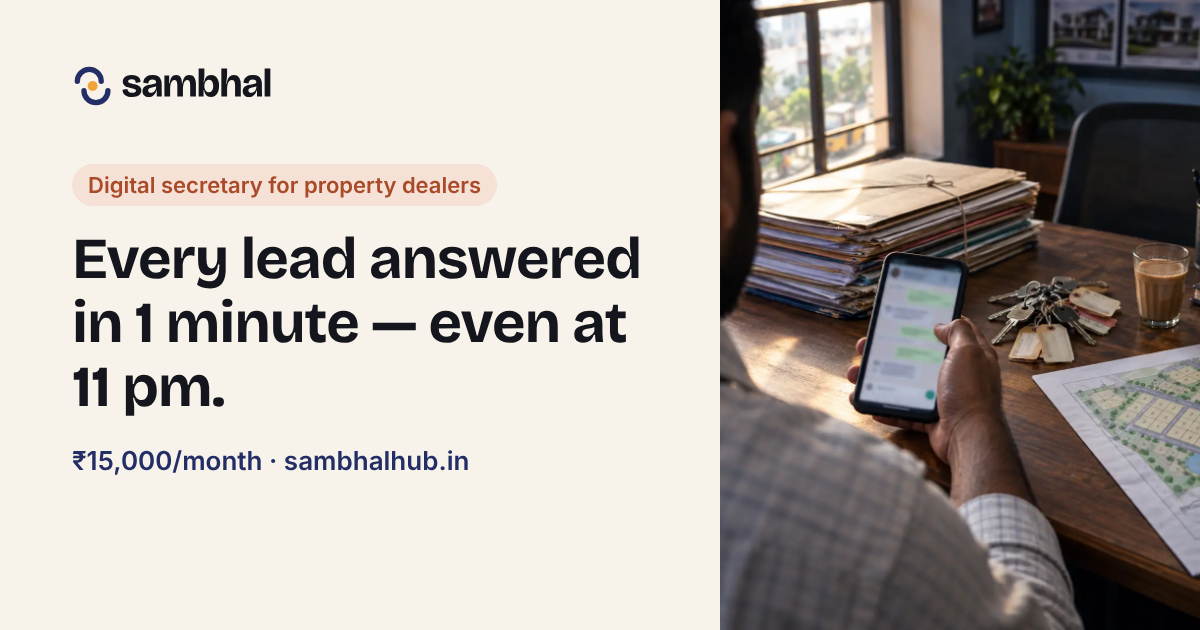 sambhal
Digital secretary for property dealers
Every lead answered
in 1 minute — even at
11 pm.
₹15,000/month · sambhalhub.in